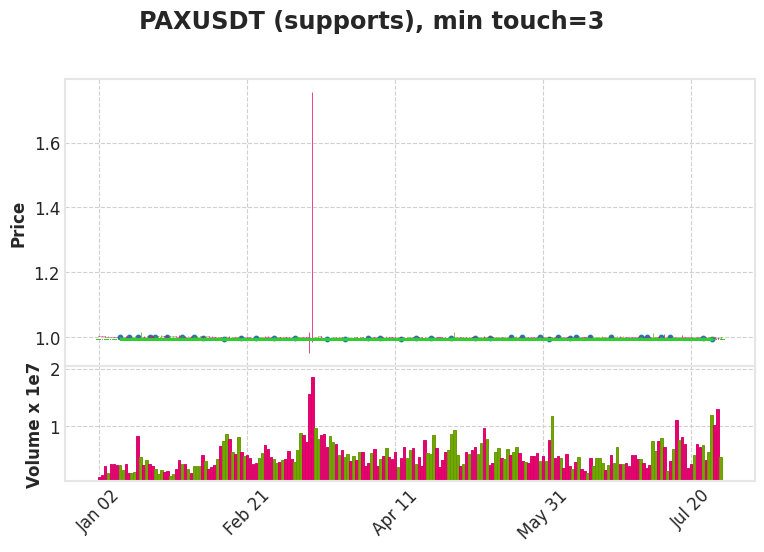 PAXUSDT (supports), min touch=3
Price
1.6
1.4
1.2
1.0
Volume x 1e7
2
1
Jan 02
Feb 21
Apr 11
May 31
Jul 20